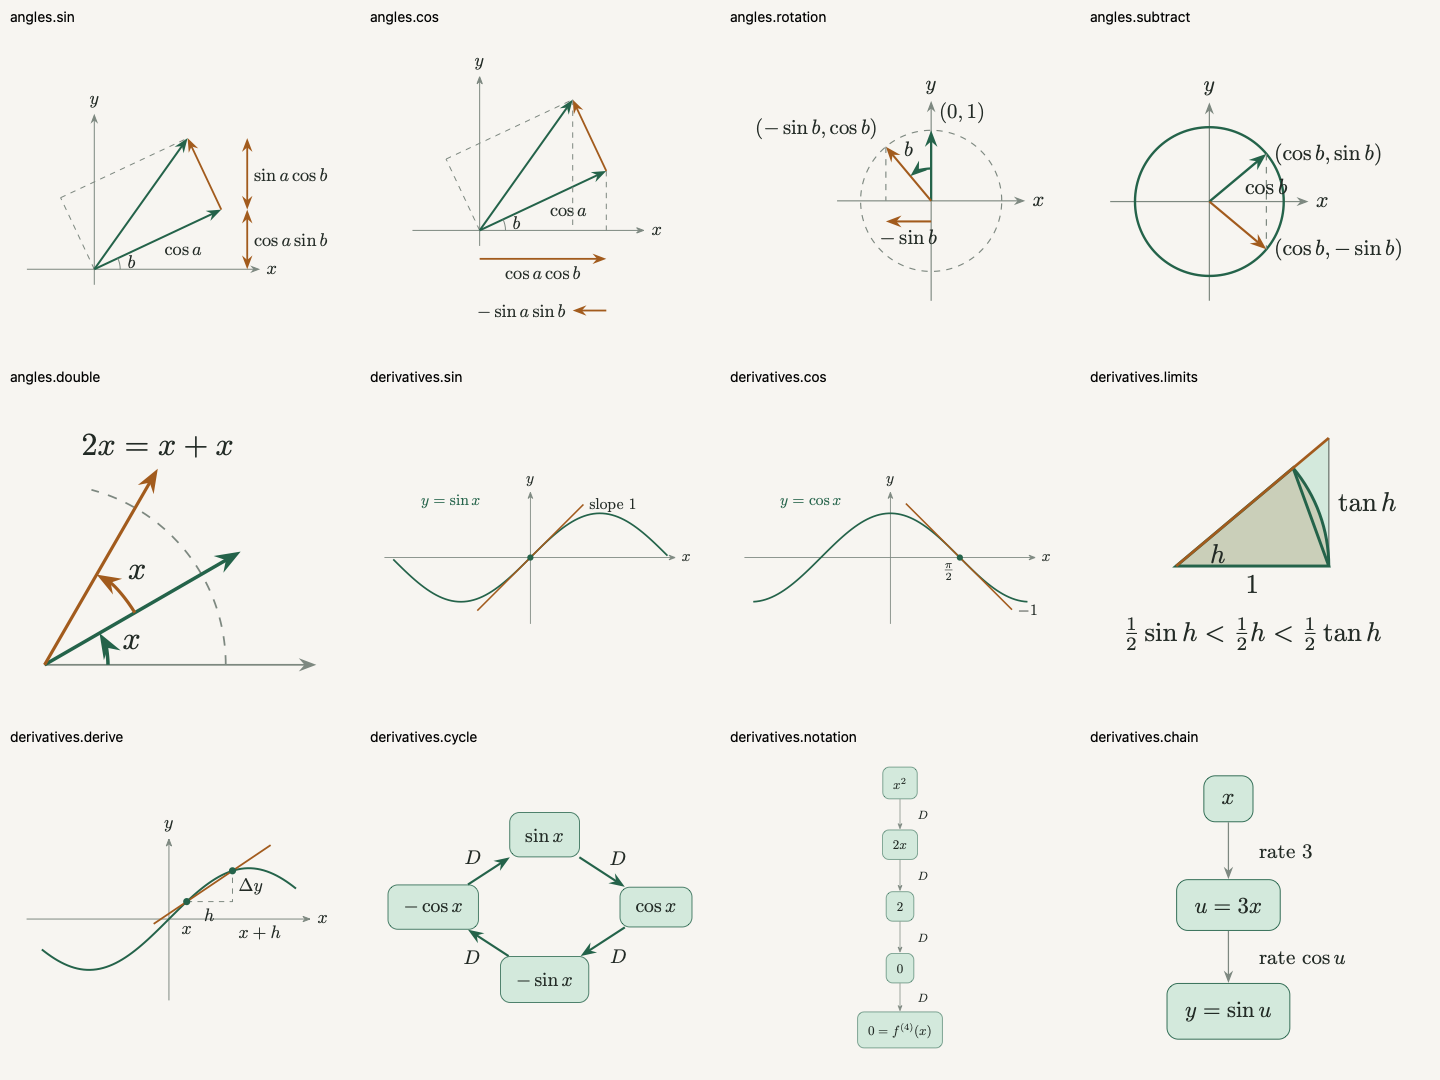 angles.sin
y
sin a cos b
cos a sin b
cos a
b
x
angles.cos
y
cos a
b
x
cos a cos b
− sin a sin b
angles.rotation
y
(0, 1)
(− sin b, cos b)
b
x
− sin b
angles.subtract
y
(cos b, sin b)
cos b
x
(cos b, − sin b)
angles.double
2x = x + x
x
x
derivatives.sin
y
y = sin x
slope 1
x
derivatives.cos
y
y = cos x
x
π/2
−1
derivatives.limits
tan h
h
1
½ sin h < ½h < ½ tan h
derivatives.derive
y
Δy
h
x
x
x + h
derivatives.cycle
sin x
D
D
− cos x
cos x
D
D
− sin x
derivatives.notation
x²
D
2x
D
2
D
0
D
0 = f⁽⁴⁾(x)
derivatives.chain
x
rate 3
u = 3x
rate cos u
y = sin u